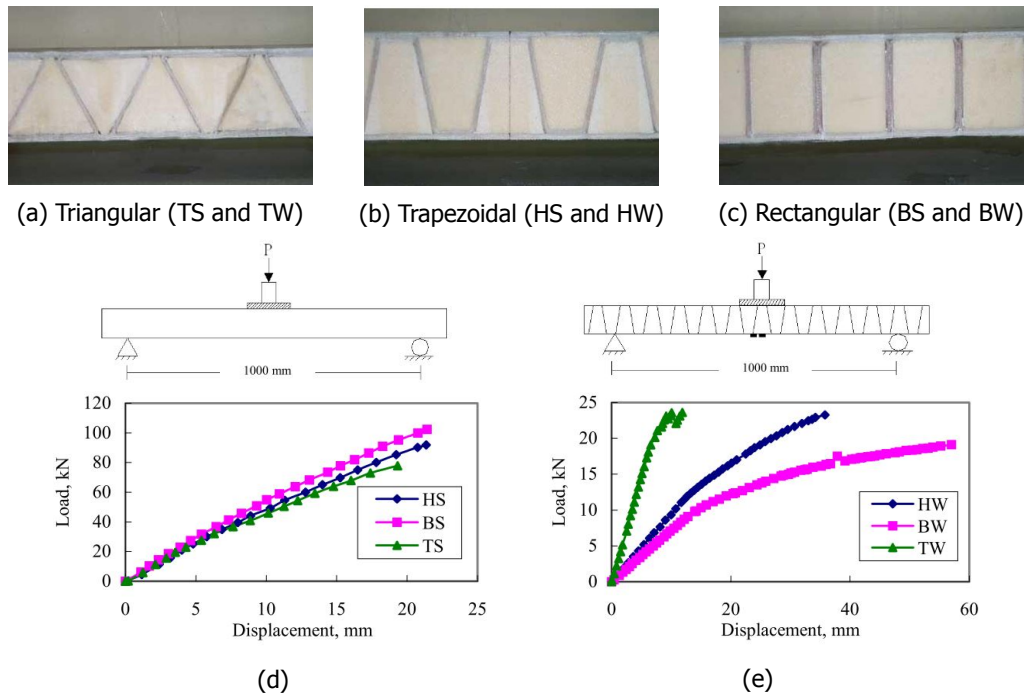 (a) Triangular (TS and TW)
(b) Trapezoidal (HS and HW)
(c) Rectangular (BS and BW)
P
1000 mm
P
1000 mm
120
100
80
60
40
20
0
Load, kN
HS
BS
TS
0 5 10 15 20 25
Displacement, mm
(d)
25
20
15
10
5
0
Load, kN
HW
BW
TW
0 20 40 60
Displacement, mm
(e)